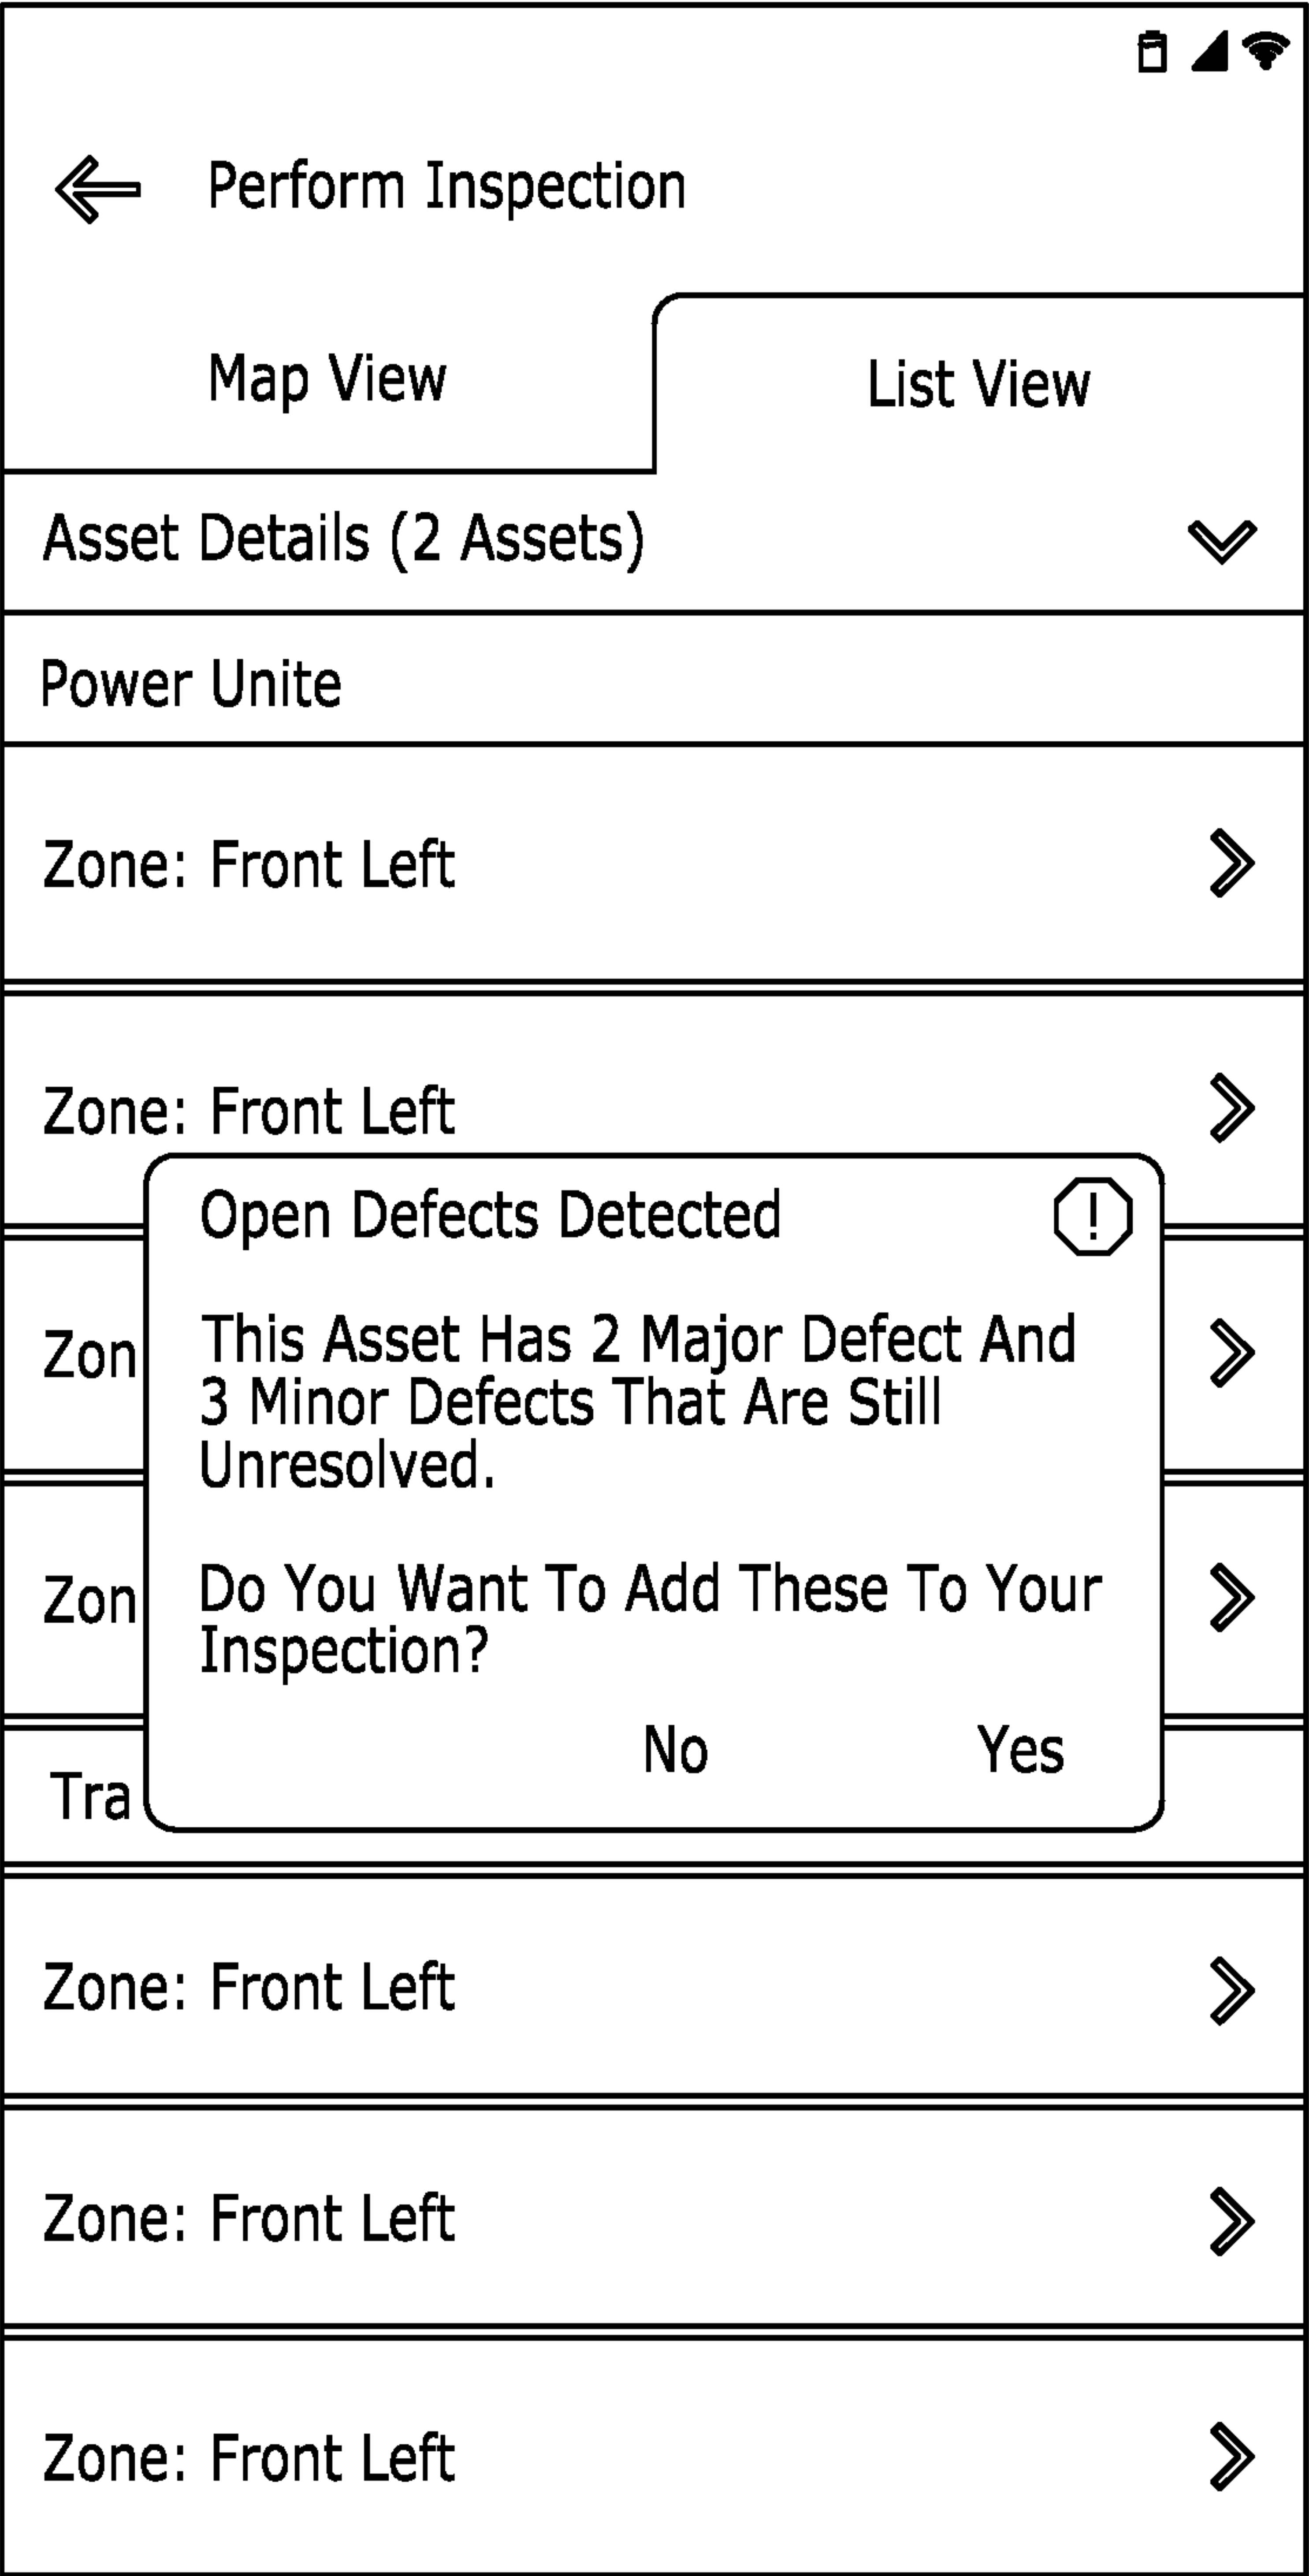 Perform Inspection
Map View
List View
Asset Details (2 Assets)
Power Unite
Zone: Front Left
Zone: Front Left
Open Defects Detected
!
Zon
This Asset Has 2 Major Defect And
3 Minor Defects That Are Still
Unresolved.
Zon
Do You Want To Add These To Your
Inspection?
No
Yes
Tra
Zone: Front Left
Zone: Front Left
Zone: Front Left